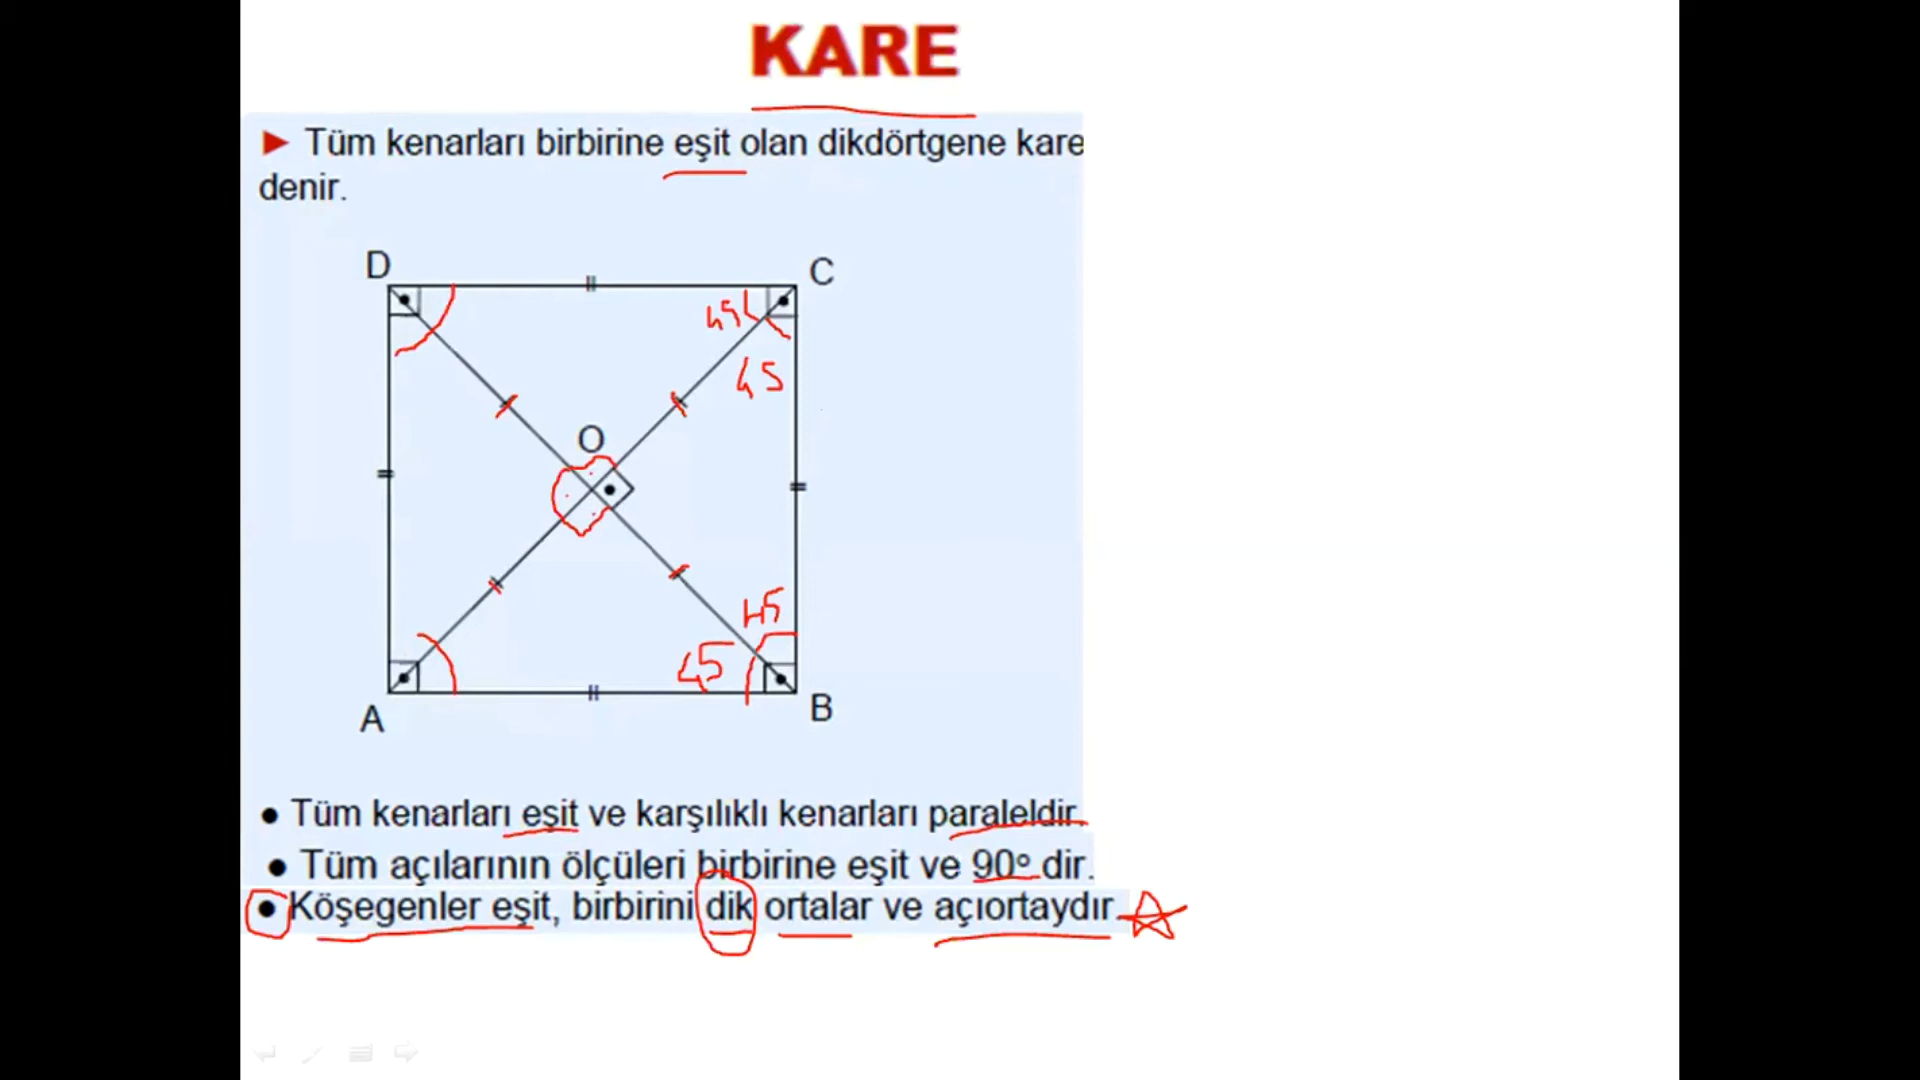 KARE
► Tüm kenarları birbirine eşit olan dikdörtgene kare
denir.
D
C
45
45
O
45
45
A
B
● Tüm kenarları eşit ve karşılıklı kenarları paraleldir.
● Tüm açılarının ölçüleri birbirine eşit ve 90° dir.
● Köşegenler eşit, birbirini dik ortalar ve açıortaydır.